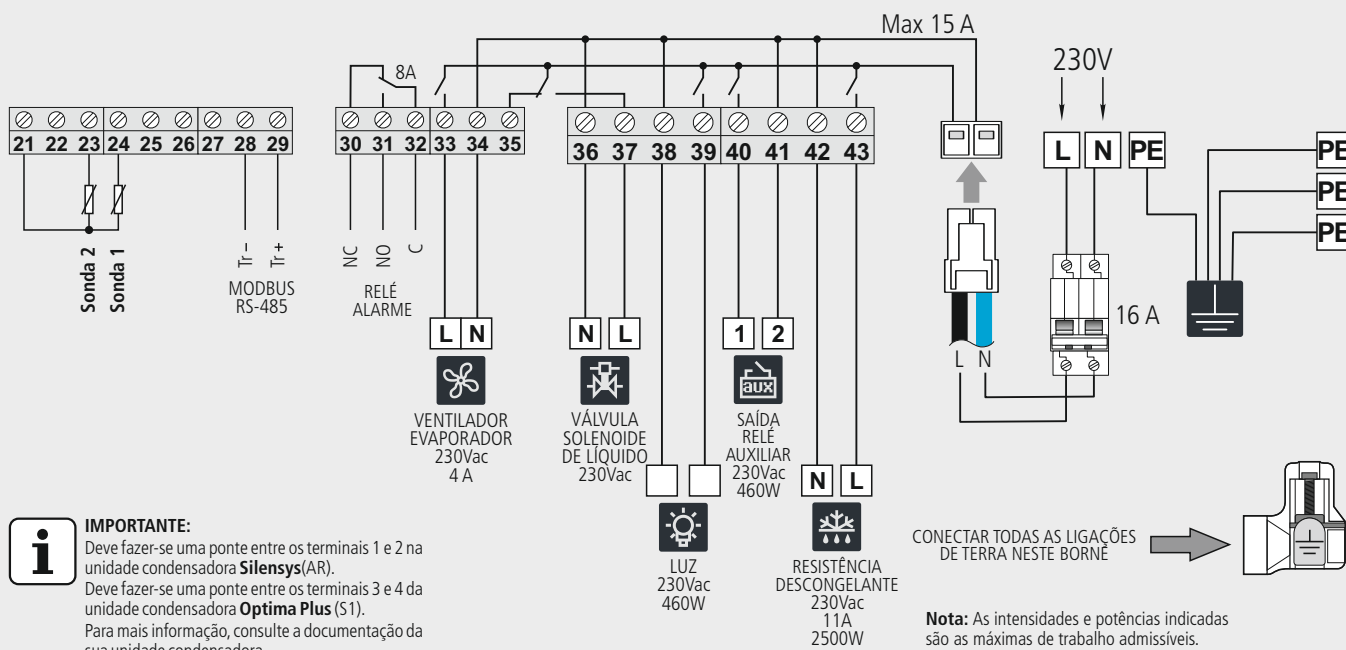 Max 15 A
8A
230V
21 22 23 24 25 26 27 28 29
30 31 32 33 34 35
36 37 38 39 40 41 42 43
L N PE
PE
PE
PE
Sonda 2
Sonda 1
Tr –
Tr +
MODBUS
RS-485
NC
NO
C
RELÉ
ALARME
L N
VENTILADOR
EVAPORADOR
230Vac
4 A
N L
VÁLVULA
SOLENOIDE
DE LÍQUIDO
230Vac
1 2
aux
SAÍDA
RELÉ
AUXILIAR
230Vac
460W
LUZ
230Vac
460W
N L
RESISTÊNCIA
DESCONGELANTE
230Vac
11A
2500W
L N
16 A
CONECTAR TODAS AS LIGAÇÕES
DE TERRA NESTE BORNE
Nota: As intensidades e potências indicadas
são as máximas de trabalho admissíveis.
i
IMPORTANTE:
Deve fazer-se uma ponte entre os terminais 1 e 2 na
unidade condensadora Silensys(AR).
Deve fazer-se uma ponte entre os terminais 3 e 4 da
unidade condensadora Optima Plus (S1).
Para mais informação, consulte a documentação da
sua unidade condensadora